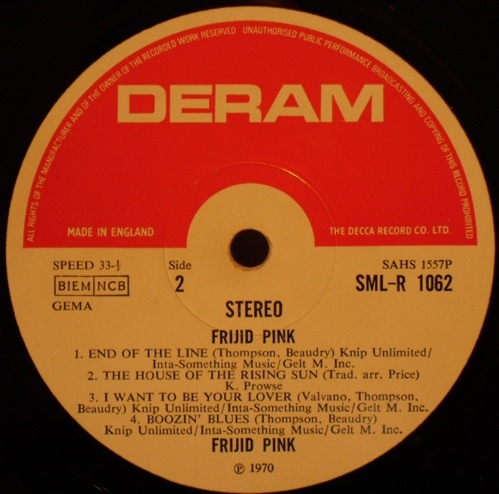 ALL RIGHTS OF THE MANUFACTURER AND OF THE OWNER OF THE RECORDED WORK RESERVED UNAUTHORISED PUBLIC PERFORMANCE BROADCASTING AND COPYING OF THIS RECORD PROHIBITED
DERAM
MADE IN ENGLAND
THE DECCA RECORD CO. LTD.
SPEED 33-⅓
Side
SAHS 1557P
BIEM NCB
2
SML-R 1062
GEMA
STEREO
FRIJID PINK
1. END OF THE LINE (Thompson, Beaudry) Knip Unlimited/
Inta-Something Music/Gelt M. Inc.
2. THE HOUSE OF THE RISING SUN (Trad. arr. Price)
K. Prowse
3. I WANT TO BE YOUR LOVER (Valvano, Thompson,
Beaudry) Knip Unlimited/Inta-Something Music/Gelt M. Inc.
4. BOOZIN' BLUES (Thompson, Beaudry)
Knip Unlimited/Inta-Something Music/Gelt M. Inc.
FRIJID PINK
℗ 1970